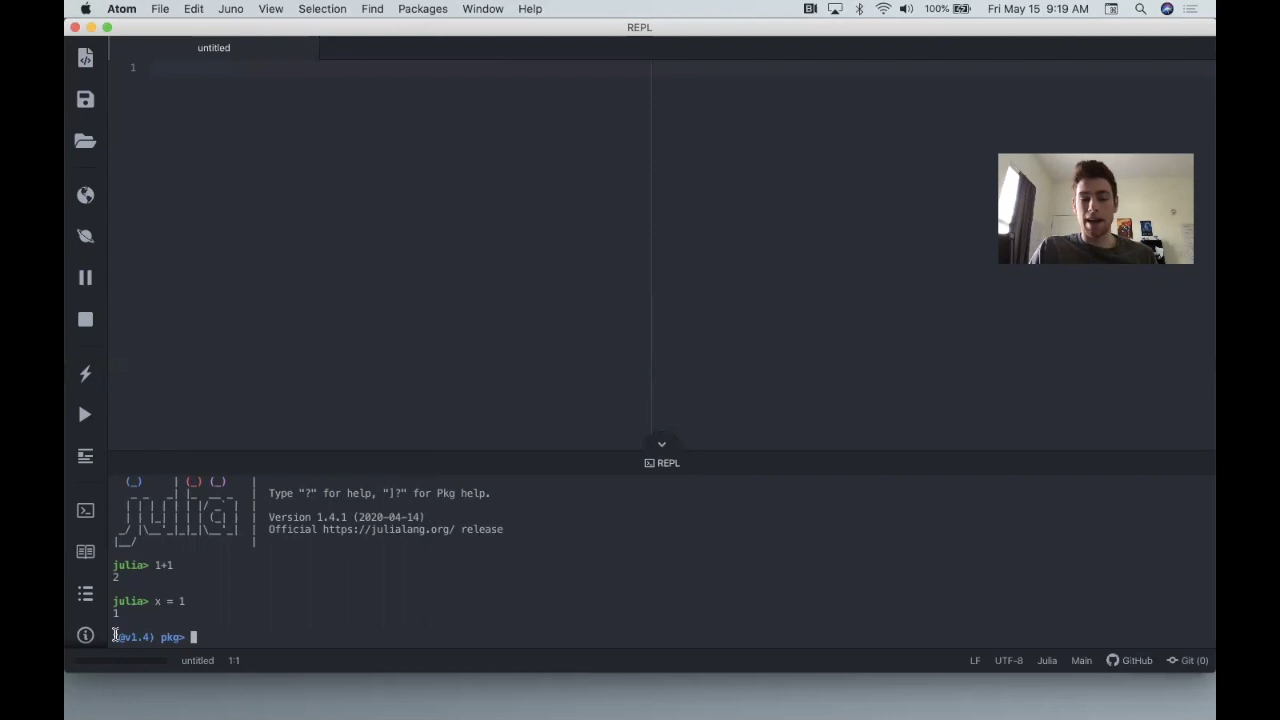 Atom File Edit Juno View Selection Find Packages Window Help 100% Fri May 15 9:19 AM
REPL
untitled
1
REPL
Type "?" for help, "]?" for Pkg help.
Version 1.4.1 (2020-04-14)
Official https://julialang.org/ release
julia> 1+1
2
julia> x = 1
1
(@v1.4) pkg>
untitled 1:1 LF UTF-8 Julia Main GitHub Git (0)